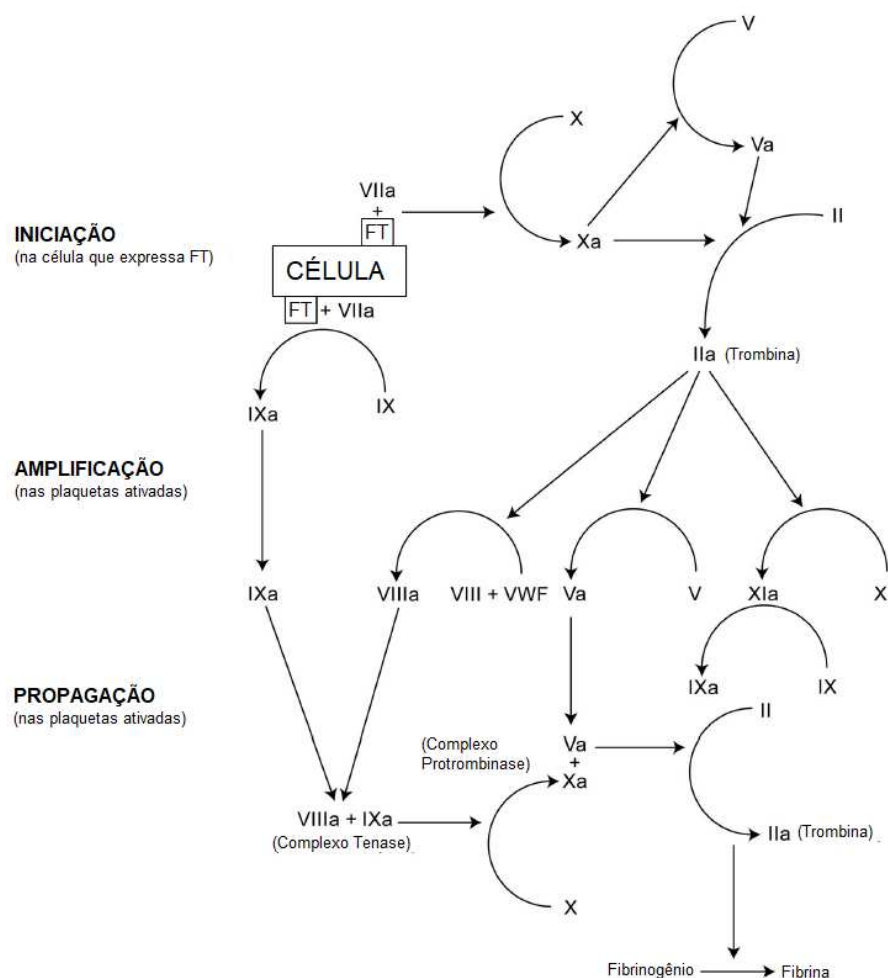 V
X
Va
VIIa
+
FT
II
INICIAÇÃO
(na célula que expressa FT)
Xa
CÉLULA
FT + VIIa
IIa (Trombina)
IXa
IX
AMPLIFICAÇÃO
(nas plaquetas ativadas)
IXa
VIIIa
VIII + VWF
Va
V
XIa
X
IXa
IX
PROPAGAÇÃO
(nas plaquetas ativadas)
II
(Complexo
Protrombinase)
Va
+
Xa
VIIIa + IXa
(Complexo Tenase)
IIa (Trombina)
X
Fibrinogênio
Fibrina